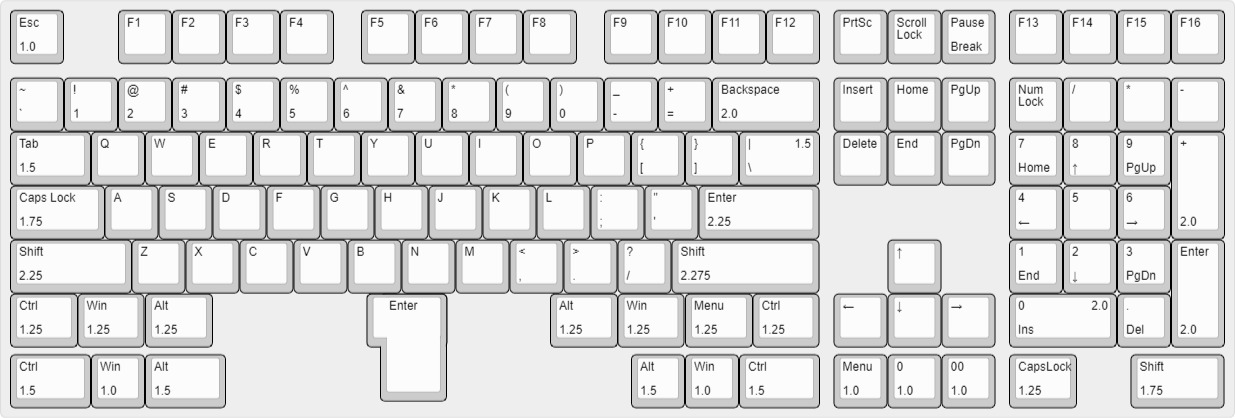 Esc F1 F2 F3 F4 F5 F6 F7 F8 F9 F10 F11 F12 PrtSc Scroll Lock Pause F13 F14 F15 F16
1.0 Break
~ ! @ # $ % ^ & * ( ) _ + Backspace Insert Home PgUp Num Lock / * -
` 1 2 3 4 5 6 7 8 9 0 - = 2.0
Tab Q W E R T Y U I O P { } | 1.5 Delete End PgDn 7 8 9 +
1.5 [ ] \ Home ↑ PgUp
Caps Lock A S D F G H J K L : " Enter 4 5 6
1.75 ; ' 2.25 ← → 2.0
Shift Z X C V B N M < > ? Shift ↑ 1 2 3 Enter
2.25 , . / 2.275 End ↓ PgDn
Ctrl Win Alt Enter Alt Win Menu Ctrl ← ↓ → 0 2.0 .
1.25 1.25 1.25 1.25 1.25 1.25 1.25 Ins Del 2.0
Ctrl Win Alt Alt Win Ctrl Menu 0 00 CapsLock Shift
1.5 1.0 1.5 1.5 1.0 1.5 1.0 1.0 1.0 1.25 1.75